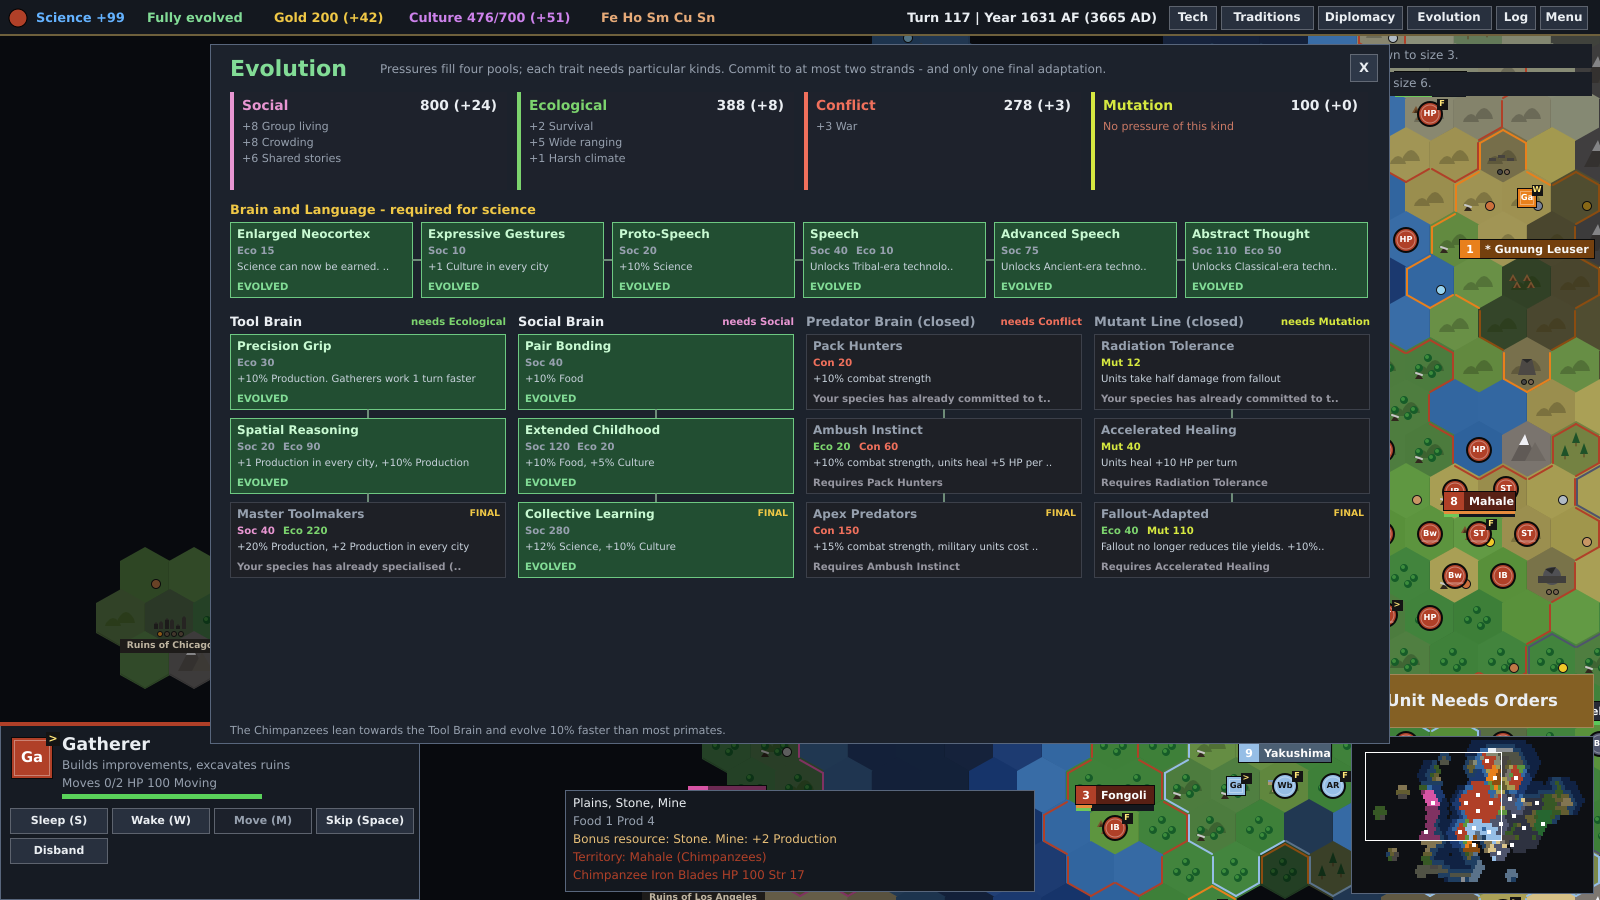 Science +99 Fully evolved Gold 200 (+42) Culture 476/700 (+51) Fe Ho Sm Cu Sn Turn 117 | Year 1631 AF (3665 AD) Tech Traditions Diplomacy Evolution Log Menu
Evolution Pressures fill four pools; each trait needs particular kinds. Commit to at most two strands - and only one final adaptation. X
size 3.
size 6.
Social 800 (+24)
+8 Group living
+8 Crowding
+6 Shared stories
Ecological 388 (+8)
+2 Survival
+5 Wide ranging
+1 Harsh climate
Conflict 278 (+3)
+3 War
Mutation 100 (+0)
No pressure of this kind
Brain and Language - required for science
Enlarged Neocortex
Eco 15
Science can now be earned. ..
EVOLVED
Expressive Gestures
Soc 10
+1 Culture in every city
EVOLVED
Proto-Speech
Soc 20
+10% Science
EVOLVED
Speech
Soc 40 Eco 10
Unlocks Tribal-era technolo..
EVOLVED
Advanced Speech
Soc 75
Unlocks Ancient-era techno..
EVOLVED
Abstract Thought
Soc 110 Eco 50
Unlocks Classical-era techn..
EVOLVED
Tool Brain needs Ecological
Precision Grip
Eco 30
+10% Production. Gatherers work 1 turn faster
EVOLVED
Spatial Reasoning
Soc 20 Eco 90
+1 Production in every city, +10% Production
EVOLVED
Master Toolmakers FINAL
Soc 40 Eco 220
+20% Production, +2 Production in every city
Your species has already specialised (..
Social Brain needs Social
Pair Bonding
Soc 40
+10% Food
EVOLVED
Extended Childhood
Soc 120 Eco 20
+10% Food, +5% Culture
EVOLVED
Collective Learning FINAL
Soc 280
+12% Science, +10% Culture
EVOLVED
Predator Brain (closed) needs Conflict
Pack Hunters
Con 20
+10% combat strength
Your species has already committed to t..
Ambush Instinct
Eco 20 Con 60
+10% combat strength, units heal +5 HP per ..
Requires Pack Hunters
Apex Predators FINAL
Con 150
+15% combat strength, military units cost ..
Requires Ambush Instinct
Mutant Line (closed) needs Mutation
Radiation Tolerance
Mut 12
Units take half damage from fallout
Your species has already committed to t..
Accelerated Healing
Mut 40
Units heal +10 HP per turn
Requires Radiation Tolerance
Fallout-Adapted FINAL
Eco 40 Mut 110
Fallout no longer reduces tile yields. +10%..
Requires Accelerated Healing
The Chimpanzees lean towards the Tool Brain and evolve 10% faster than most primates.
HP F
Ga W
HP
1 * Gunung Leuser
HP
ST
8 Mahale
Bw
ST F
ST
Bw
IB
>
HP
Unit Needs Orders
Ruins of Chicago
Ga >
Gatherer
Builds improvements, excavates ruins
Moves 0/2 HP 100 Moving
Sleep (S) Wake (W) Move (M) Skip (Space)
Disband
Plains, Stone, Mine
Food 1 Prod 4
Bonus resource: Stone. Mine: +2 Production
Territory: Mahale (Chimpanzees)
Chimpanzee Iron Blades HP 100 Str 17
Ruins of Los Angeles
9 Yakushima
Ga >
Wb F
AR F
3 Fongoli
IB F